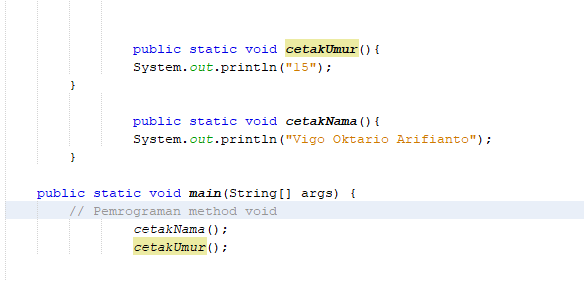 public static void cetakUmur(){
System.out.println("15");
}
public static void cetakNama(){
System.out.println("Vigo Oktario Arifianto");
}
public static void main(String[] args) {
// Pemrograman method void
cetakNama();
cetakUmur();